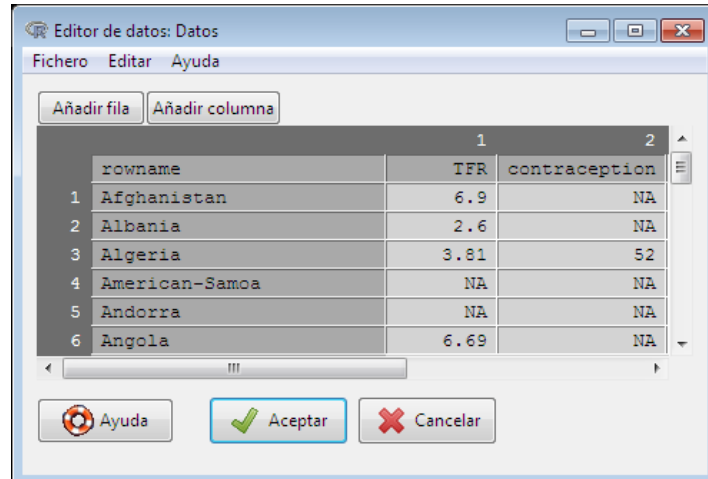 Editor de datos: Datos
Fichero Editar Ayuda
Añadir fila Añadir columna
1 2
rowname TFR contraception
1 Afghanistan 6.9 NA
2 Albania 2.6 NA
3 Algeria 3.81 52
4 American-Samoa NA NA
5 Andorra NA NA
6 Angola 6.69 NA
Ayuda Aceptar Cancelar